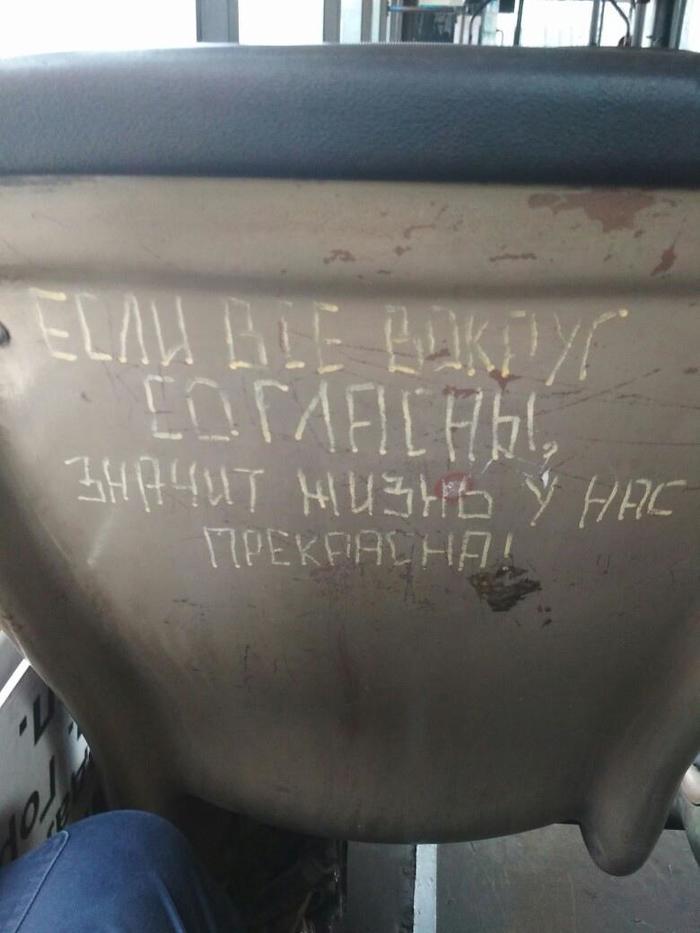 ЕСЛИ ВСЕ ВОКРУГ
СОГЛАСНЫ,
ЗНАЧИТ ЖИЗНЬ У НАС
ПРЕКРАСНА!